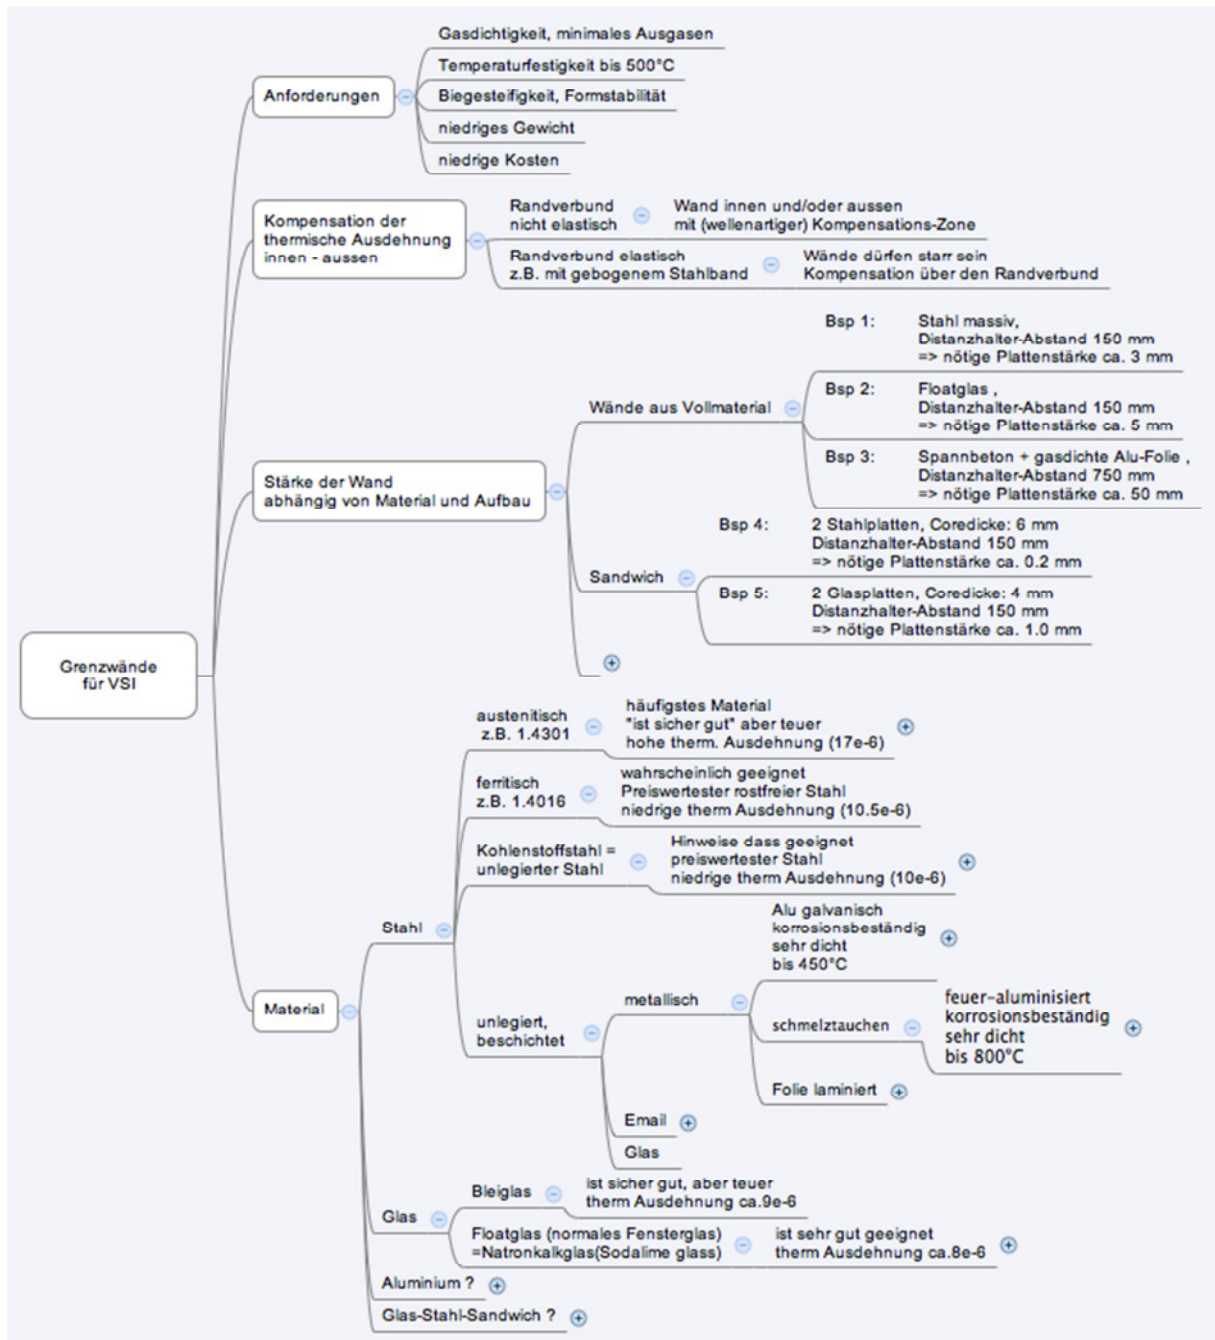 Grenzwände
für VSI
Anforderungen
Gasdichtigkeit, minimales Ausgasen
Temperaturfestigkeit bis 500°C
Biegesteifigkeit, Formstabilität
niedriges Gewicht
niedrige Kosten
Kompensation der
thermische Ausdehnung
innen - aussen
Randverbund
nicht elastisch
Wand innen und/oder aussen
mit (wellenartiger) Kompensations-Zone
Randverbund elastisch
z.B. mit gebogenem Stahlband
Wände dürfen starr sein
Kompensation über den Randverbund
Stärke der Wand
abhängig von Material und Aufbau
Wände aus Vollmaterial
Bsp 1: Stahl massiv,
Distanzhalter-Abstand 150 mm
=> nötige Plattenstärke ca. 3 mm
Bsp 2: Floatglas ,
Distanzhalter-Abstand 150 mm
=> nötige Plattenstärke ca. 5 mm
Bsp 3: Spannbeton + gasdichte Alu-Folie ,
Distanzhalter-Abstand 750 mm
=> nötige Plattenstärke ca. 50 mm
Sandwich
Bsp 4: 2 Stahlplatten, Coredicke: 6 mm
Distanzhalter-Abstand 150 mm
=> nötige Plattenstärke ca. 0.2 mm
Bsp 5: 2 Glasplatten, Coredicke: 4 mm
Distanzhalter-Abstand 150 mm
=> nötige Plattenstärke ca. 1.0 mm
Material
Stahl
austenitisch
z.B. 1.4301
häufigstes Material
"ist sicher gut" aber teuer
hohe therm. Ausdehnung (17e-6)
ferritisch
z.B. 1.4016
wahrscheinlich geeignet
Preiswertester rostfreier Stahl
niedrige therm Ausdehnung (10.5e-6)
Kohlenstoffstahl =
unlegierter Stahl
Hinweise dass geeignet
preiswertester Stahl
niedrige therm Ausdehnung (10e-6)
unlegiert,
beschichtet
metallisch
Alu galvanisch
korrosionsbeständig
sehr dicht
bis 450°C
schmelztauchen
feuer-aluminisiert
korrosionsbeständig
sehr dicht
bis 800°C
Folie laminiert
Email
Glas
Glas
Bleiglas
ist sicher gut, aber teuer
therm Ausdehnung ca.9e-6
Floatglas (normales Fensterglas)
=Natronkalkglas(Sodalime glass)
ist sehr gut geeignet
therm Ausdehnung ca.8e-6
Aluminium ?
Glas-Stahl-Sandwich ?